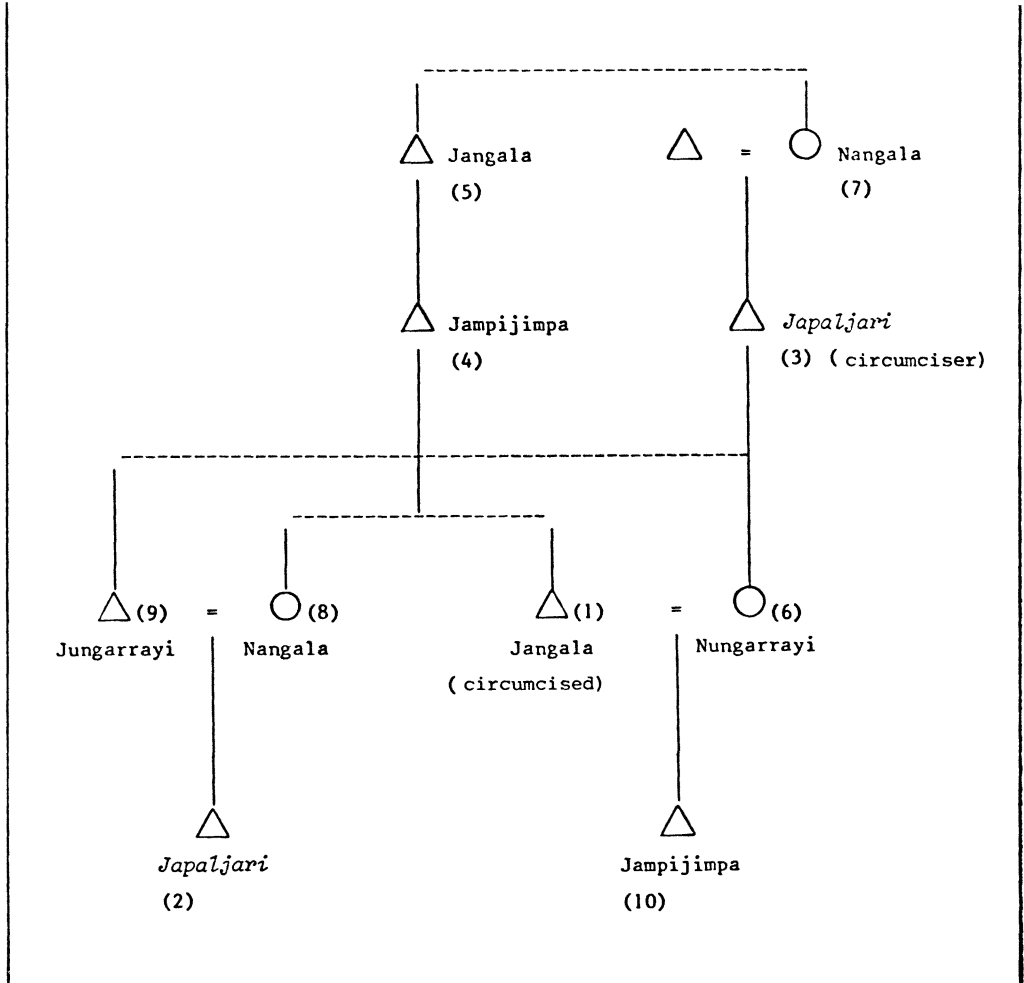 Jangala
(5)
=
Nangala
(7)
Jampijimpa
(4)
Japaljari
(3) ( circumciser)
(9) = (8)
(1) = (6)
Jungarrayi
Nangala
Jangala
Nungarrayi
( circumcised)
Japaljari
(2)
Jampijimpa
(10)